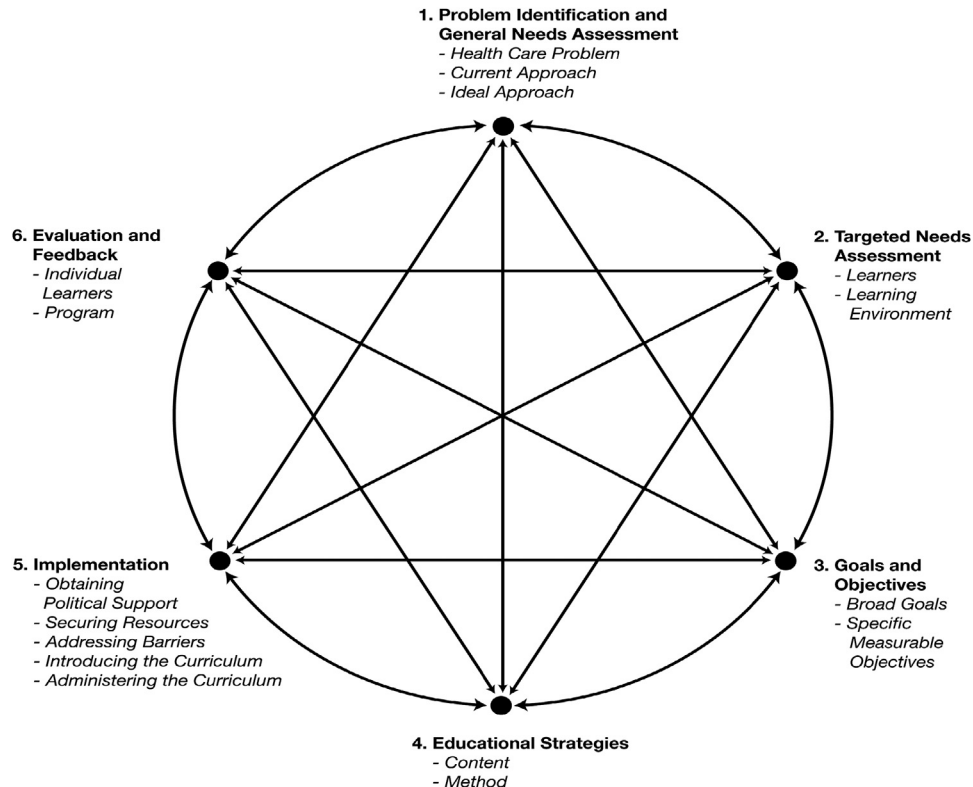 1. Problem Identification and
General Needs Assessment
- Health Care Problem
- Current Approach
- Ideal Approach
2. Targeted Needs
Assessment
- Learners
- Learning
Environment
3. Goals and
Objectives
- Broad Goals
- Specific
Measurable
Objectives
4. Educational Strategies
- Content
- Method
5. Implementation
- Obtaining
Political Support
- Securing Resources
- Addressing Barriers
- Introducing the Curriculum
- Administering the Curriculum
6. Evaluation and
Feedback
- Individual
Learners
- Program